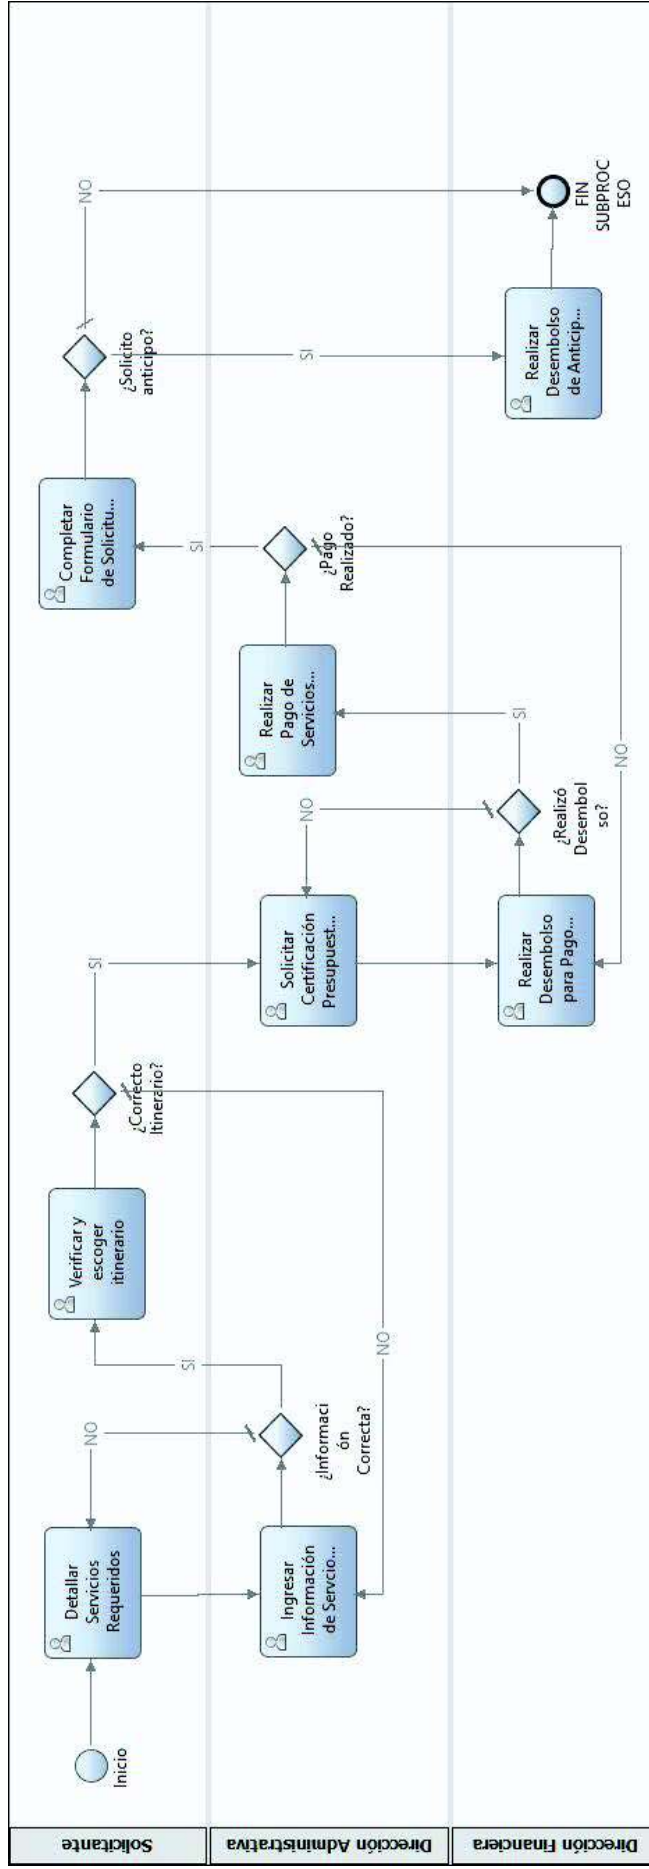 Solicitante
Dirección Administrativa
Dirección Financiera
Inicio
Detallar
Servicios
Requeridos
NO
Ingresar
Información
de Servcio...
¿Informaci
ón
Correcta?
SI
Verificar y
escoger
itinerario
¿Correcto
Itinerario?
NO
SI
Solicitar
Certificación
Presupuest...
NO
Realizar
Desembolso
para Pago...
¿Realizó
Desembol
so?
SI
Realizar
Pago de
Servicios...
¿Pago
Realizado?
NO
SI
Completar
Formulario
de Solicitu...
¿Solicito
anticipo?
NO
SI
Realizar
Desembolso
de Anticip...
FIN
SUBPROC
ESO